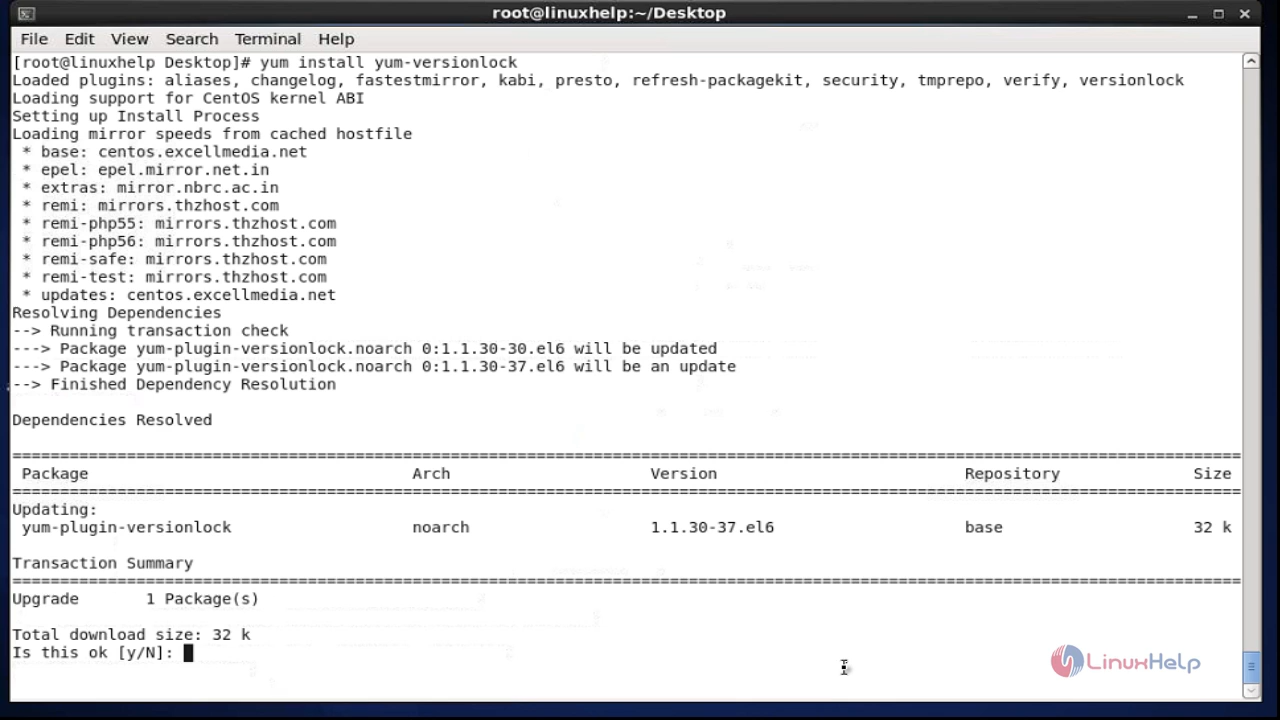 root@linuxhelp:~/Desktop
File Edit View Search Terminal Help
[root@linuxhelp Desktop]# yum install yum-versionlock
Loaded plugins: aliases, changelog, fastestmirror, kabi, presto, refresh-packagekit, security, tmprepo, verify, versionlock
Loading support for CentOS kernel ABI
Setting up Install Process
Loading mirror speeds from cached hostfile
 * base: centos.excellmedia.net
 * epel: epel.mirror.net.in
 * extras: mirror.nbrc.ac.in
 * remi: mirrors.thzhost.com
 * remi-php55: mirrors.thzhost.com
 * remi-php56: mirrors.thzhost.com
 * remi-safe: mirrors.thzhost.com
 * remi-test: mirrors.thzhost.com
 * updates: centos.excellmedia.net
Resolving Dependencies
--> Running transaction check
---> Package yum-plugin-versionlock.noarch 0:1.1.30-30.el6 will be updated
---> Package yum-plugin-versionlock.noarch 0:1.1.30-37.el6 will be an update
--> Finished Dependency Resolution
Dependencies Resolved
Package Arch Version Repository Size
Updating:
yum-plugin-versionlock noarch 1.1.30-37.el6 base 32 k
Transaction Summary
Upgrade 1 Package(s)
Total download size: 32 k
Is this ok [y/N]:
LinuxHelp